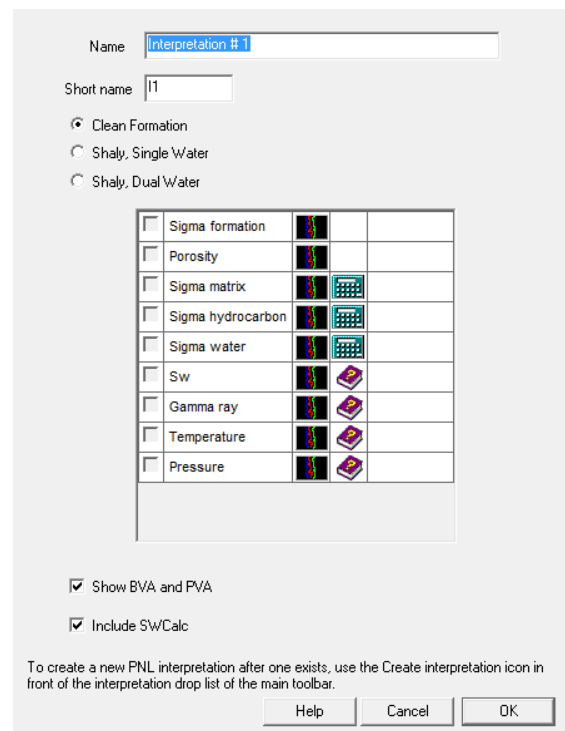 Name Interpretation # 1
Short name I1
Clean Formation
Shaly, Single Water
Shaly, Dual Water
Sigma formation
Porosity
Sigma matrix
Sigma hydrocarbon
Sigma water
Sw
Gamma ray
Temperature
Pressure
Show BVA and PVA
Include SWCalc
To create a new PNL interpretation after one exists, use the Create interpretation icon in
front of the interpretation drop list of the main toolbar.
Help Cancel OK